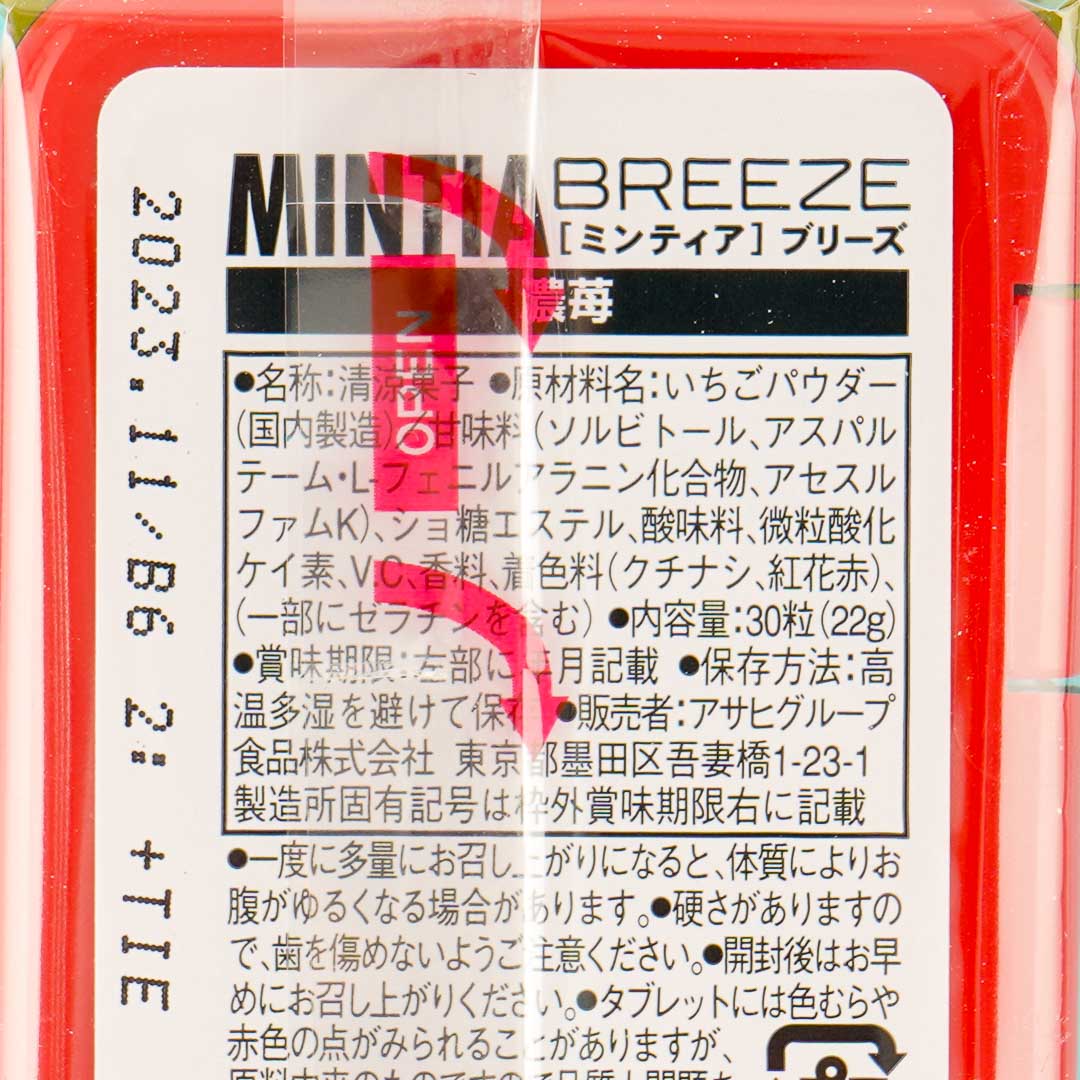 MINTIA BREEZE
[ミンティア] ブリーズ
濃苺
OPEN
●名称:清涼菓子 ●原材料名:いちごパウダー
(国内製造)/甘味料(ソルビトール、アスパル
テーム・L-フェニルアラニン化合物、アセスル
ファムK)、ショ糖エステル、酸味料、微粒酸化
ケイ素、VC、香料、着色料(クチナシ、紅花赤)、
(一部にゼラチンを含む) ●内容量:30粒(22g)
●賞味期限:左部に年月記載 ●保存方法:高
温多湿を避けて保存 ●販売者:アサヒグループ
食品株式会社 東京都墨田区吾妻橋1-23-1
製造所固有記号は枠外賞味期限右に記載
●一度に多量にお召し上がりになると、体質によりお
腹がゆるくなる場合があります。●硬さがありますの
で、歯を傷めないようご注意ください。●開封後はお早
めにお召し上がりください。●タブレットには色むらや
赤色の点がみられることがありますが、
2023.11/B6 2: +TIE